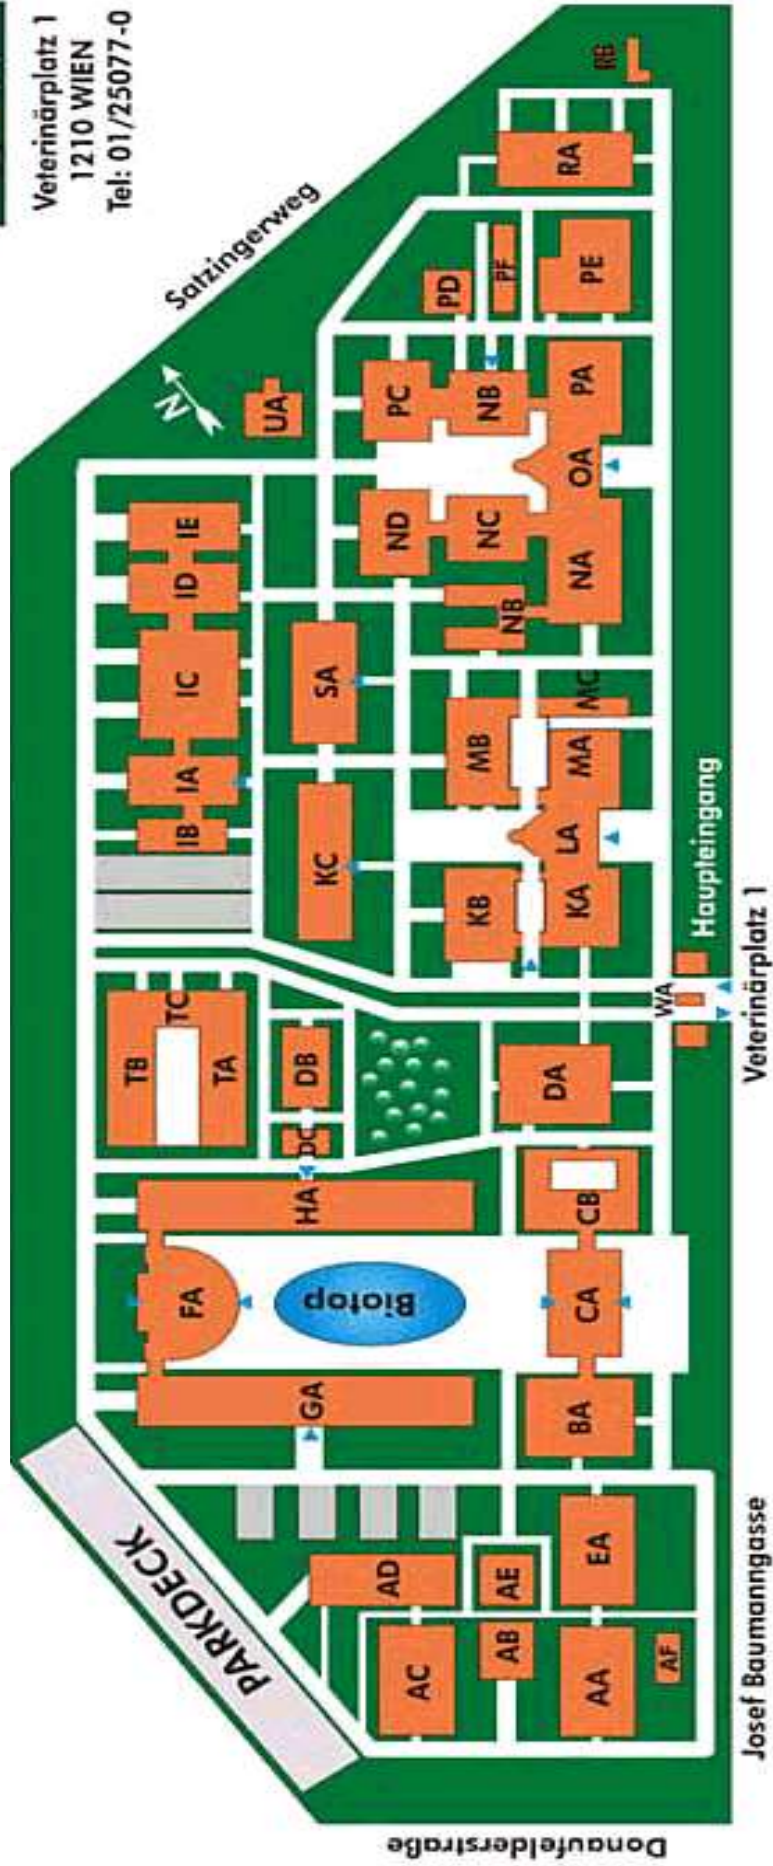 Veterinärplatz 1
1210 WIEN
Tel: 01/25077-0
Satzingerweg
N
UA
RB
RA
PD
PF
PE
PC
NB
PA
OA
ND
NC
NA
NB
IE
ID
IC
IA
IB
SA
KC
MB
MC
MA
LA
KB
KA
Haupteingang
WA
Veterinärplatz 1
TB
TC
TA
DB
DC
DA
HA
CB
FA
Biotop
CA
GA
BA
PARKDECK
AD
AE
EA
AC
AB
AA
AF
Josef Baumanngasse
Donaufelderstraße